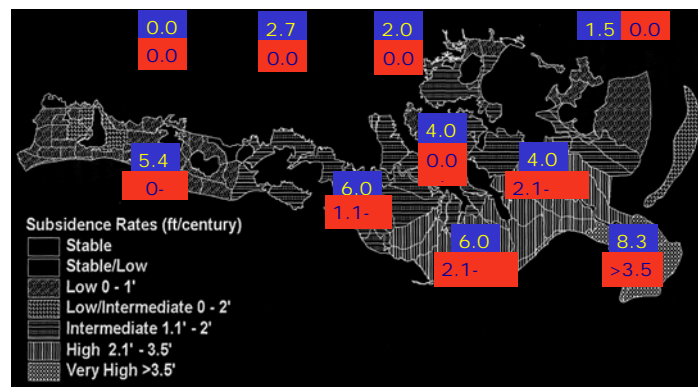 0.0 2.7 2.0 1.5 0.0
0.0 0.0 0.0
4.0
5.4 0.0 4.0
0- 6.0 2.1-
1.1-
6.0 8.3
2.1- >3.5
Subsidence Rates (ft/century)
Stable
Stable/Low
Low 0 - 1'
Low/Intermediate 0 - 2'
Intermediate 1.1' - 2'
High 2.1' - 3.5'
Very High >3.5'